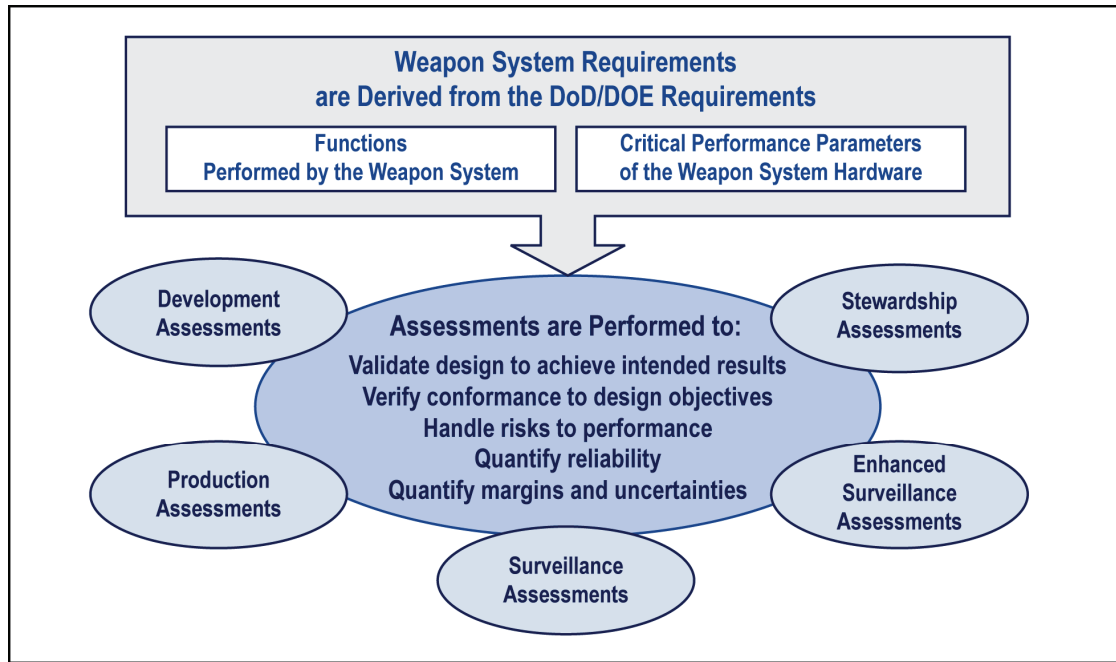 Weapon System Requirements
are Derived from the DoD/DOE Requirements
Functions
Performed by the Weapon System
Critical Performance Parameters
of the Weapon System Hardware
Development
Assessments
Stewardship
Assessments
Assessments are Performed to:
Validate design to achieve intended results
Verify conformance to design objectives
Handle risks to performance
Quantify reliability
Quantify margins and uncertainties
Production
Assessments
Enhanced
Surveillance
Assessments
Surveillance
Assessments